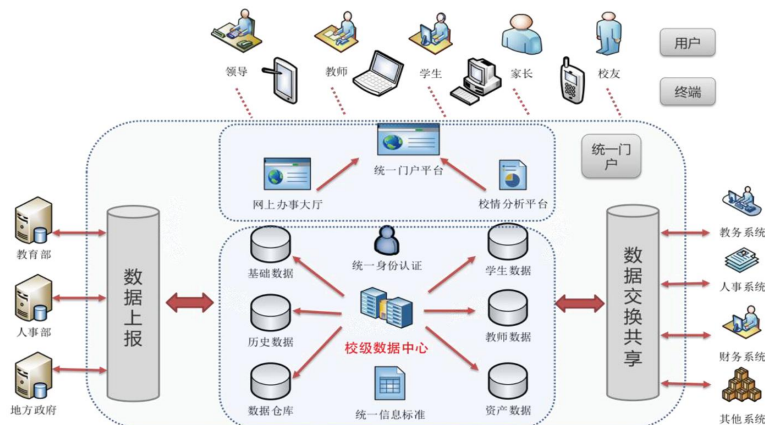 领导
教师
学生
家长
校友
用户
终端
统一门户平台
统一门
户
网上办事大厅
校情分析平台
教育部
人事部
地方政府
数据上报
基础数据
统一身份认证
学生数据
历史数据
校级数据中心
教师数据
数据仓库
统一信息标准
资产数据
数据交换共享
教务系统
人事系统
财务系统
其他系统